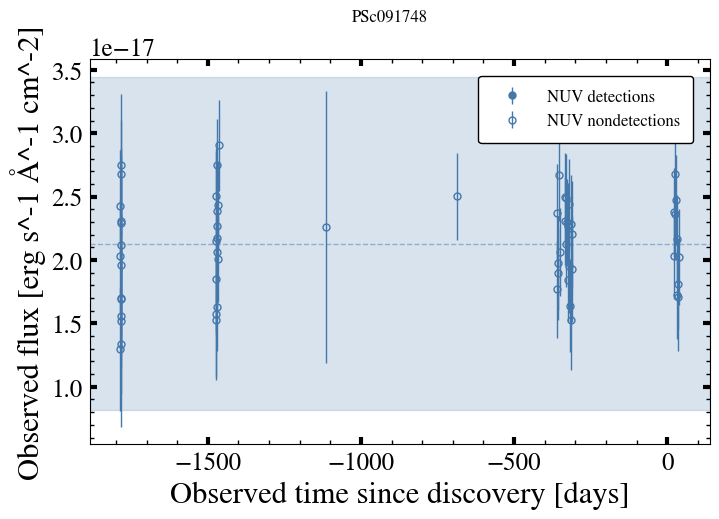 PSc091748
1e−17
3.5
3.0
2.5
2.0
1.5
1.0
Observed flux [erg s^-1 Å^-1 cm^-2]
NUV detections
NUV nondetections
−1500 −1000 −500 0
Observed time since discovery [days]